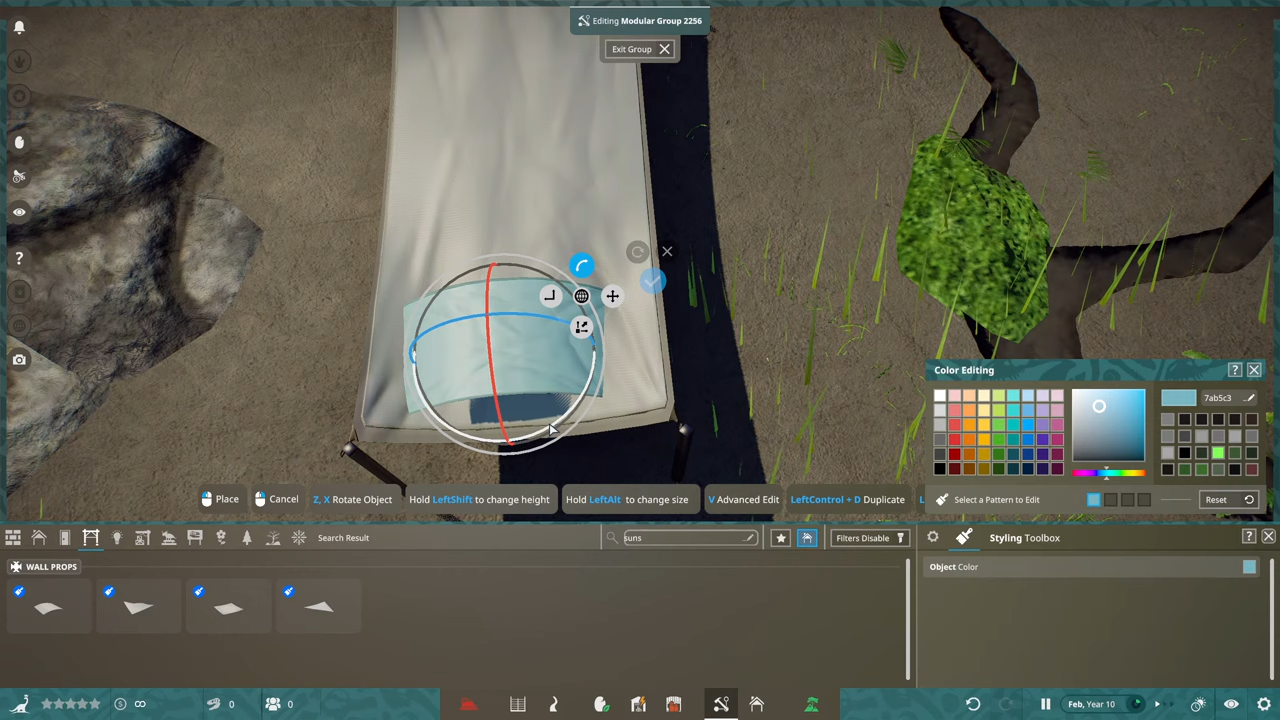 Editing Modular Group 2256
Exit Group
Color Editing
?
7ab5c3
Place
Cancel
Z, X Rotate Object
Hold LeftShift to change height
Hold LeftAlt to change size
V Advanced Edit
LeftControl + D Duplicate
L
Select a Pattern to Edit
Reset
Search Result
suns
Filters Disable
Styling Toolbox
?
WALL PROPS
Object Color
?
0
0
Feb, Year 10